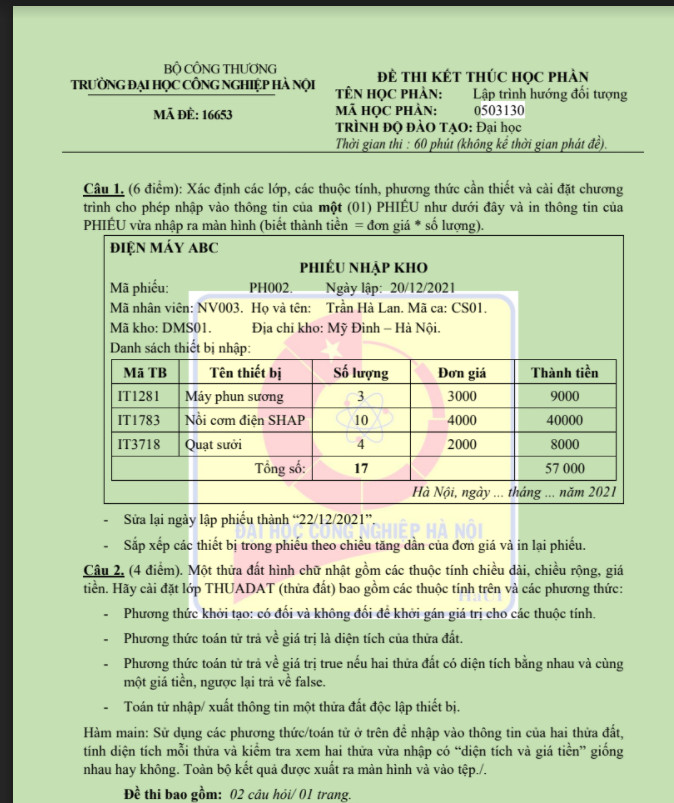 BỘ CÔNG THƯƠNG
TRƯỜNG ĐẠI HỌC CÔNG NGHIỆP HÀ NỘI
MÃ ĐỀ: 16653
ĐỀ THI KẾT THÚC HỌC PHẦN
TÊN HỌC PHẦN: Lập trình hướng đối tượng
MÃ HỌC PHẦN: 0503130
TRÌNH ĐỘ ĐÀO TẠO: Đại học
Thời gian thi : 60 phút (không kể thời gian phát đề).
Câu 1. (6 điểm): Xác định các lớp, các thuộc tính, phương thức cần thiết và cài đặt chương
trình cho phép nhập vào thông tin của một (01) PHIẾU như dưới đây và in thông tin của
PHIẾU vừa nhập ra màn hình (biết thành tiền = đơn giá * số lượng).
ĐIỆN MÁY ABC
PHIẾU NHẬP KHO
Mã phiếu: PH002. Ngày lập: 20/12/2021
Mã nhân viên: NV003. Họ và tên: Trần Hà Lan. Mã ca: CS01.
Mã kho: DMS01. Địa chỉ kho: Mỹ Đình – Hà Nội.
Danh sách thiết bị nhập:
Mã TB Tên thiết bị Số lượng Đơn giá Thành tiền
IT1281 Máy phun sương 3 3000 9000
IT1783 Nồi cơm điện SHAP 10 4000 40000
IT3718 Quạt sưởi 4 2000 8000
Tổng số: 17 57 000
Hà Nội, ngày ... tháng ... năm 2021
- Sửa lại ngày lập phiếu thành “22/12/2021”.
ĐẠI HỌC CÔNG NGHIỆP HÀ NỘI
- Sắp xếp các thiết bị trong phiếu theo chiều tăng dần của đơn giá và in lại phiếu.
Câu 2. (4 điểm). Một thửa đất hình chữ nhật gồm các thuộc tính chiều dài, chiều rộng, giá
tiền. Hãy cài đặt lớp THUADAT (thửa đất) bao gồm các thuộc tính trên và các phương thức:
- Phương thức khởi tạo: có đối và không đối để khởi gán giá trị cho các thuộc tính.
- Phương thức toán tử trả về giá trị là diện tích của thửa đất.
- Phương thức toán tử trả về giá trị true nếu hai thửa đất có diện tích bằng nhau và cùng
một giá tiền, ngược lại trả về false.
- Toán tử nhập/ xuất thông tin một thửa đất độc lập thiết bị.
Hàm main: Sử dụng các phương thức/toán tử ở trên để nhập vào thông tin của hai thửa đất,
tính diện tích mỗi thửa và kiểm tra xem hai thửa vừa nhập có “diện tích và giá tiền” giống
nhau hay không. Toàn bộ kết quả được xuất ra màn hình và vào tệp./.
Đề thi bao gồm: 02 câu hỏi/ 01 trang.